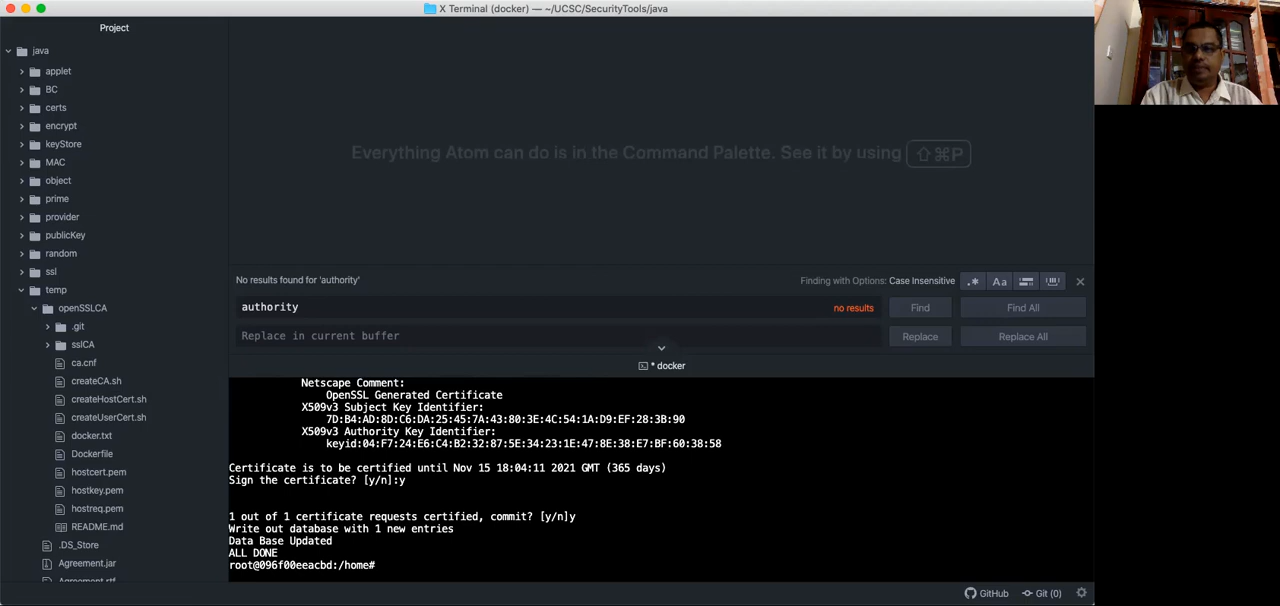 X Terminal (docker) — ~/UCSC/SecurityTools/java
Project
java
applet
BC
certs
encrypt
keyStore
MAC
object
prime
provider
publicKey
random
ssl
temp
openSSLCA
.git
sslCA
ca.cnf
createCA.sh
createHostCert.sh
createUserCert.sh
docker.txt
Dockerfile
hostcert.pem
hostkey.pem
hostreq.pem
README.md
.DS_Store
Agreement.jar
Agreement.rtf
Everything Atom can do is in the Command Palette. See it by using ⇧⌘P
No results found for 'authority'
Finding with Options: Case Insensitive
.* Aa
authority
no results
Find
Find All
Replace in current buffer
Replace
Replace All
* docker
Netscape Comment:
OpenSSL Generated Certificate
X509v3 Subject Key Identifier:
7D:B4:AD:8D:C6:DA:25:45:7A:43:80:3E:4C:54:1A:D9:EF:28:3B:90
X509v3 Authority Key Identifier:
keyid:04:F7:24:E6:C4:B2:32:87:5E:34:23:1E:47:8E:38:E7:BF:60:38:58
Certificate is to be certified until Nov 15 18:04:11 2021 GMT (365 days)
Sign the certificate? [y/n]:y
1 out of 1 certificate requests certified, commit? [y/n]y
Write out database with 1 new entries
Data Base Updated
ALL DONE
root@096f00eeacbd:/home#
GitHub
Git (0)